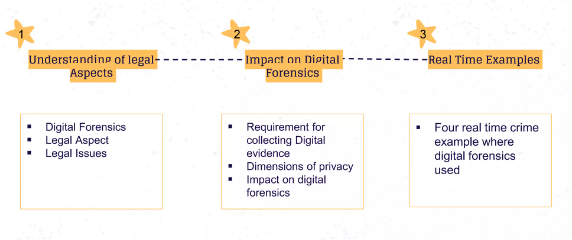 1
Understanding of legal
Aspects
2
Impact on Digital
Forensics
3
Real Time Examples
▪ Digital Forensics
▪ Legal Aspect
▪ Legal Issues
▪ Requirement for
collecting Digital
evidence
▪ Dimensions of privacy
▪ Impact on digital
forensics
▪ Four real time crime
example where
digital forensics
used